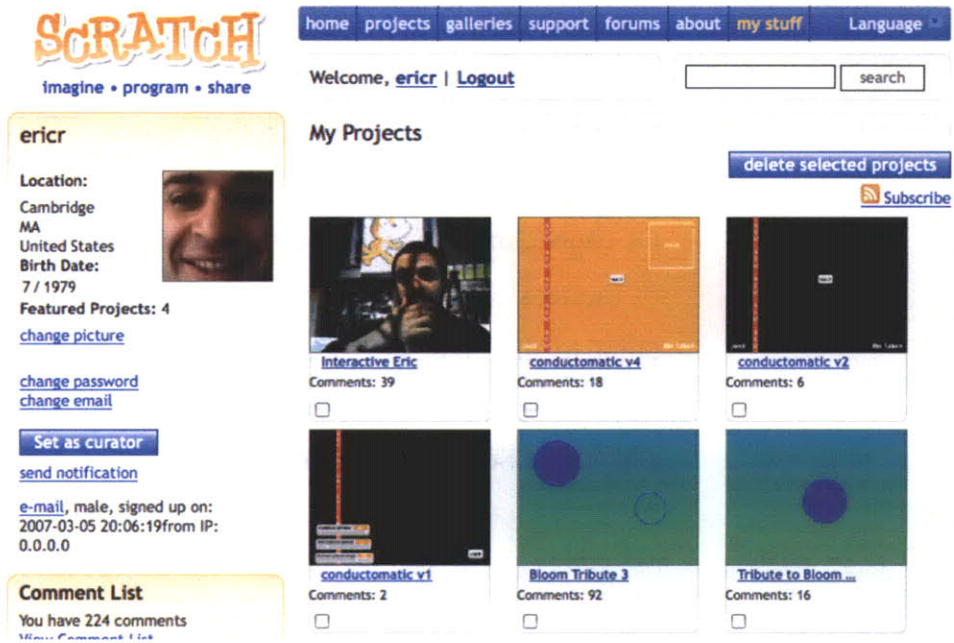 SCRATCH
imagine • program • share
home projects galleries support forums about my stuff Language
Welcome, ericr | Logout
search
ericr
Location:
Cambridge
MA
United States
Birth Date:
7 / 1979
Featured Projects: 4
change picture
change password
change email
Set as curator
send notification
e-mail, male, signed up on:
2007-03-05 20:06:19from IP:
0.0.0.0
Comment List
You have 224 comments
View Comment List
My Projects
delete selected projects
Subscribe
Interactive Eric
Comments: 39
conductomatic v4
Comments: 18
conductomatic v2
Comments: 6
conductomatic v1
Comments: 2
Bloom Tribute 3
Comments: 92
Tribute to Bloom ...
Comments: 16